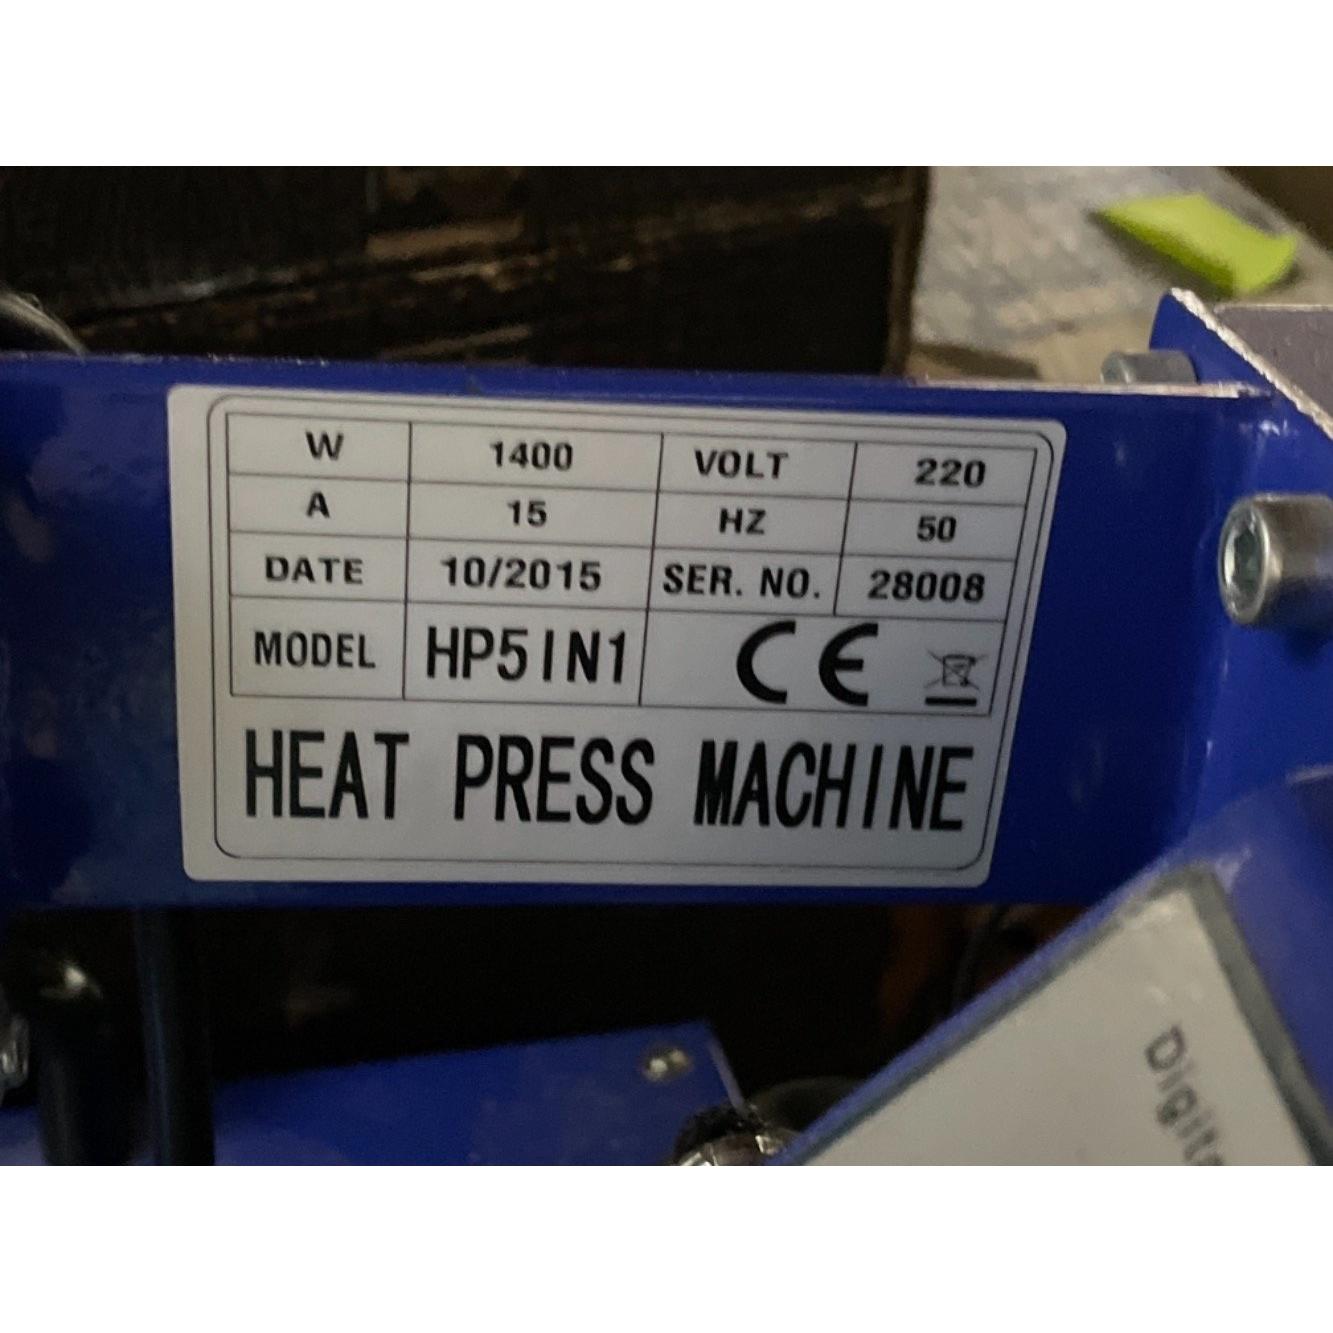 W 1400 VOLT 220
A 15 HZ 50
DATE 10/2015 SER. NO. 28008
MODEL HP5IN1 CE
HEAT PRESS MACHINE